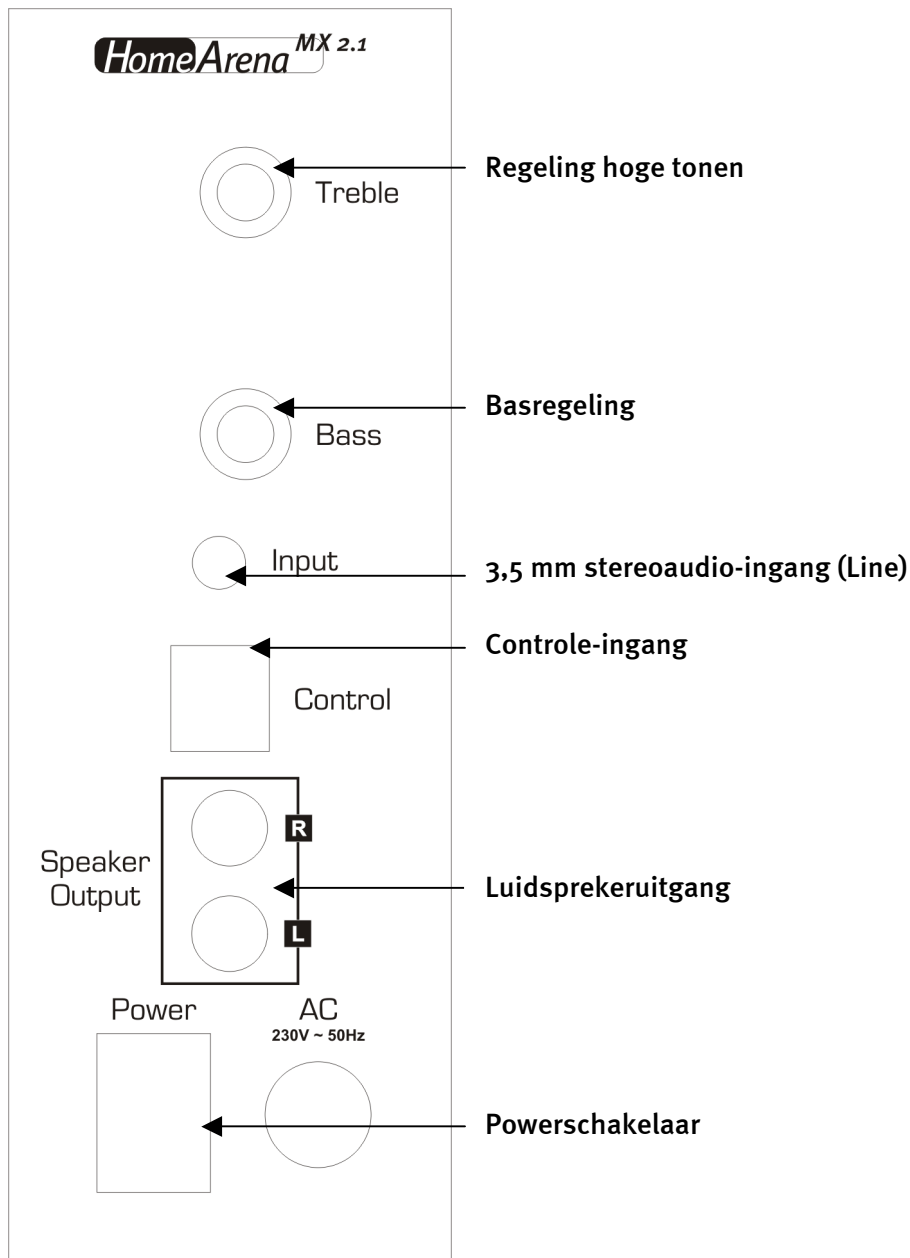 HomeArena MX 2.1
Regeling hoge tonen
Treble
Basregeling
Bass
Input
3,5 mm stereoaudio-ingang (Line)
Controle-ingang
Control
R
Speaker
Output
Luidsprekeruitgang
L
Power
AC
230V ~ 50Hz
Powerschakelaar